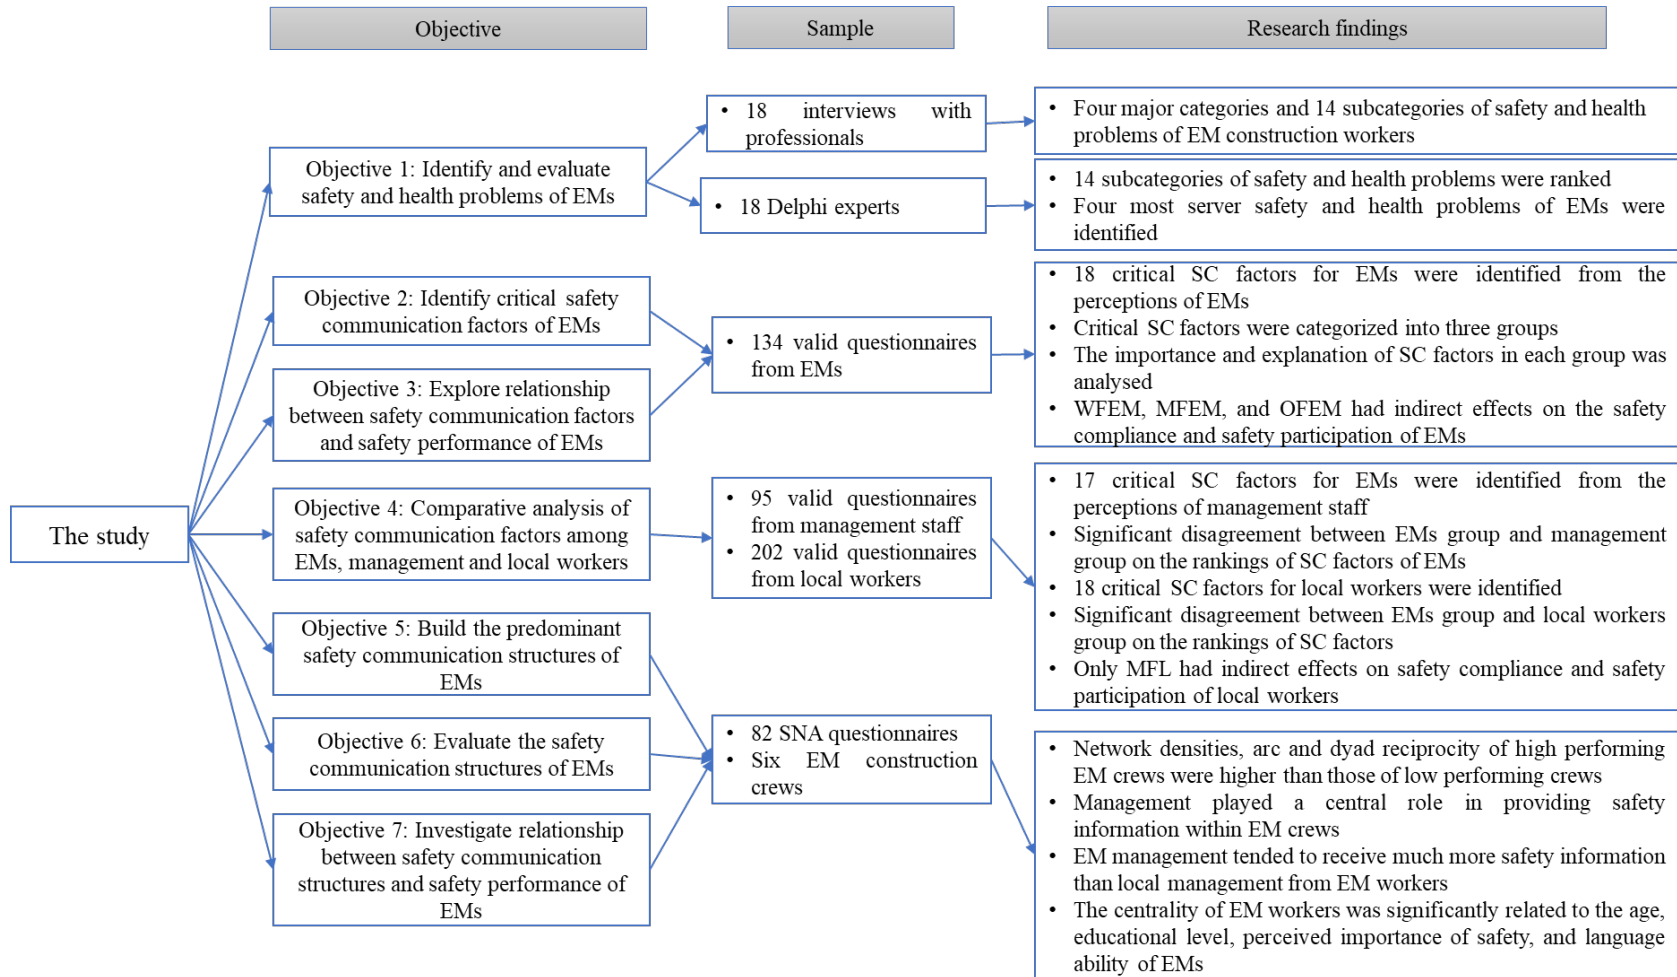 Objective
Sample
Research findings
The study
Objective 1: Identify and evaluate
safety and health problems of EMs
Objective 2: Identify critical safety
communication factors of EMs
Objective 3: Explore relationship
between safety communication factors
and safety performance of EMs
Objective 4: Comparative analysis of
safety communication factors among
EMs, management and local workers
Objective 5: Build the predominant
safety communication structures of
EMs
Objective 6: Evaluate the safety
communication structures of EMs
Objective 7: Investigate relationship
between safety communication
structures and safety performance of
EMs
• 18 interviews with
professionals
• 18 Delphi experts
• 134 valid questionnaires
from EMs
• 95 valid questionnaires
from management staff
• 202 valid questionnaires
from local workers
• 82 SNA questionnaires
• Six EM construction
crews
• Four major categories and 14 subcategories of safety and health
problems of EM construction workers
• 14 subcategories of safety and health problems were ranked
• Four most server safety and health problems of EMs were
identified
• 18 critical SC factors for EMs were identified from the
perceptions of EMs
• Critical SC factors were categorized into three groups
• The importance and explanation of SC factors in each group was
analysed
• WFEM, MFEM, and OFEM had indirect effects on the safety
compliance and safety participation of EMs
• 17 critical SC factors for EMs were identified from the
perceptions of management staff
• Significant disagreement between EMs group and management
group on the rankings of SC factors of EMs
• 18 critical SC factors for local workers were identified
• Significant disagreement between EMs group and local workers
group on the rankings of SC factors
• Only MFL had indirect effects on safety compliance and safety
participation of local workers
• Network densities, arc and dyad reciprocity of high performing
EM crews were higher than those of low performing crews
• Management played a central role in providing safety
information within EM crews
• EM management tended to receive much more safety information
than local management from EM workers
• The centrality of EM workers was significantly related to the age,
educational level, perceived importance of safety, and language
ability of EMs